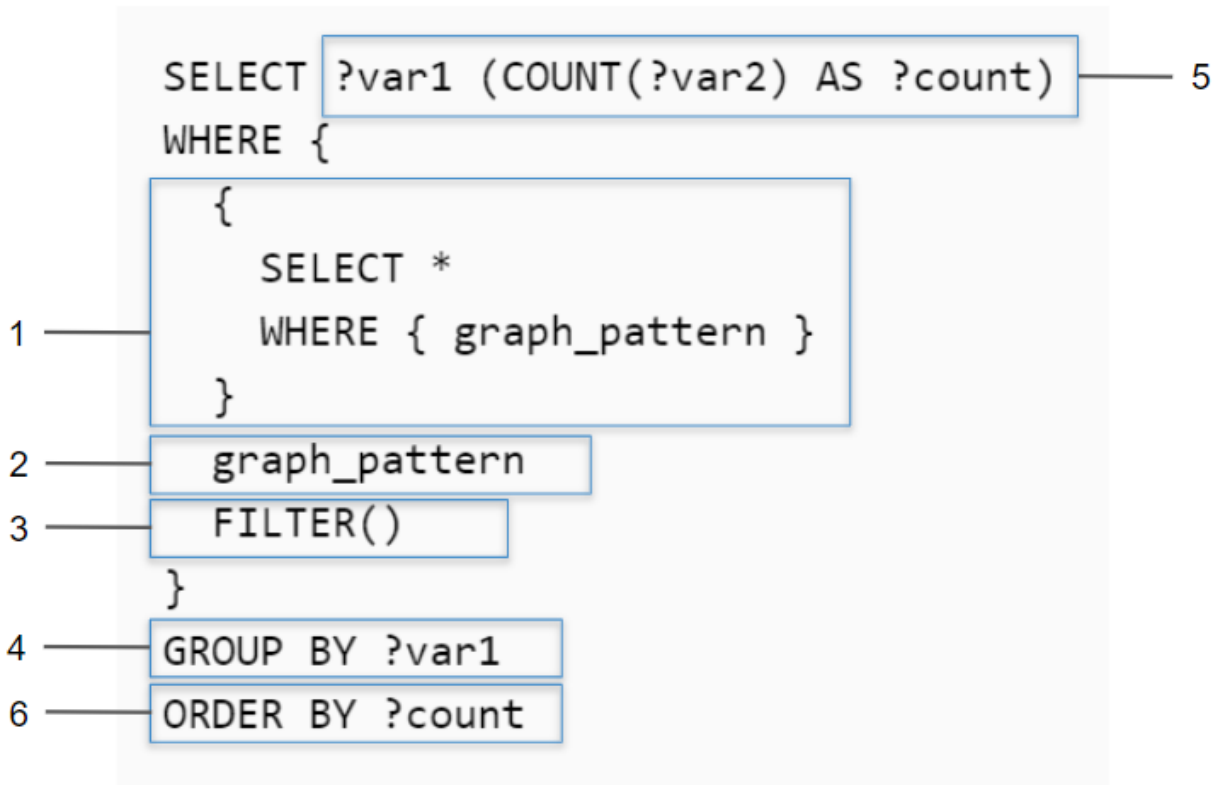 SELECT ?var1 (COUNT(?var2) AS ?count) 5
WHERE {
{
SELECT *
1 WHERE { graph_pattern }
}
2 graph_pattern
3 FILTER()
}
4 GROUP BY ?var1
6 ORDER BY ?count